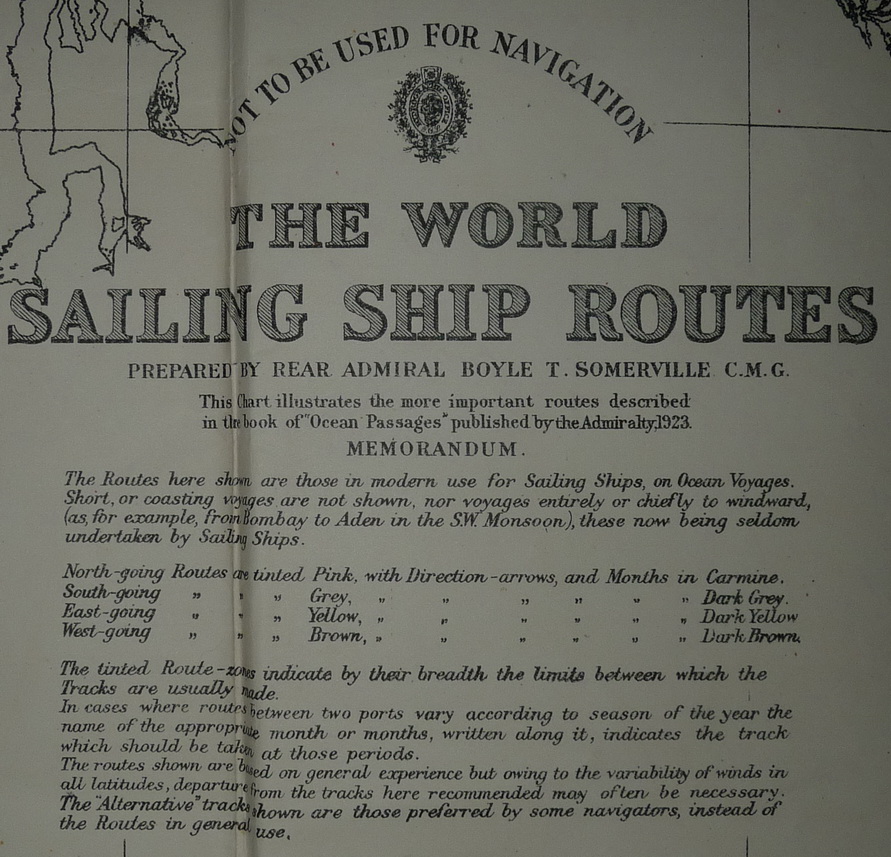 NOT TO BE USED FOR NAVIGATION
THE WORLD
SAILING SHIP ROUTES
PREPARED BY REAR ADMIRAL BOYLE T. SOMERVILLE C.M.G.
This Chart illustrates the more important routes described
in the book of "Ocean Passages" published by the Admiralty, 1923.
MEMORANDUM.
The Routes here shown are those in modern use for Sailing Ships, on Ocean Voyages.
Short, or coasting voyages are not shown, nor voyages entirely or chiefly to windward,
(as, for example, from Bombay to Aden in the S.W. Monsoon), these now being seldom
undertaken by Sailing Ships.
North-going Routes are tinted Pink, with Direction-arrows, and Months in Carmine.
South-going „ „ „ Grey, „ „ „ „ „ „ Dark Grey.
East-going „ „ „ Yellow, „ „ „ „ „ „ Dark Yellow
West-going „ „ „ Brown, „ „ „ „ „ „ Dark Brown.
The tinted Route-zones indicate by their breadth the limits between which the
Tracks are usually made.
In cases where routes between two ports vary according to season of the year the
name of the appropriate month or months, written along it, indicates the track
which should be taken at those periods.
The routes shown are based on general experience but owing to the variability of winds in
all latitudes, departure from the tracks here recommended may often be necessary.
The "Alternative" tracks shown are those preferred by some navigators, instead of
the Routes in general use.